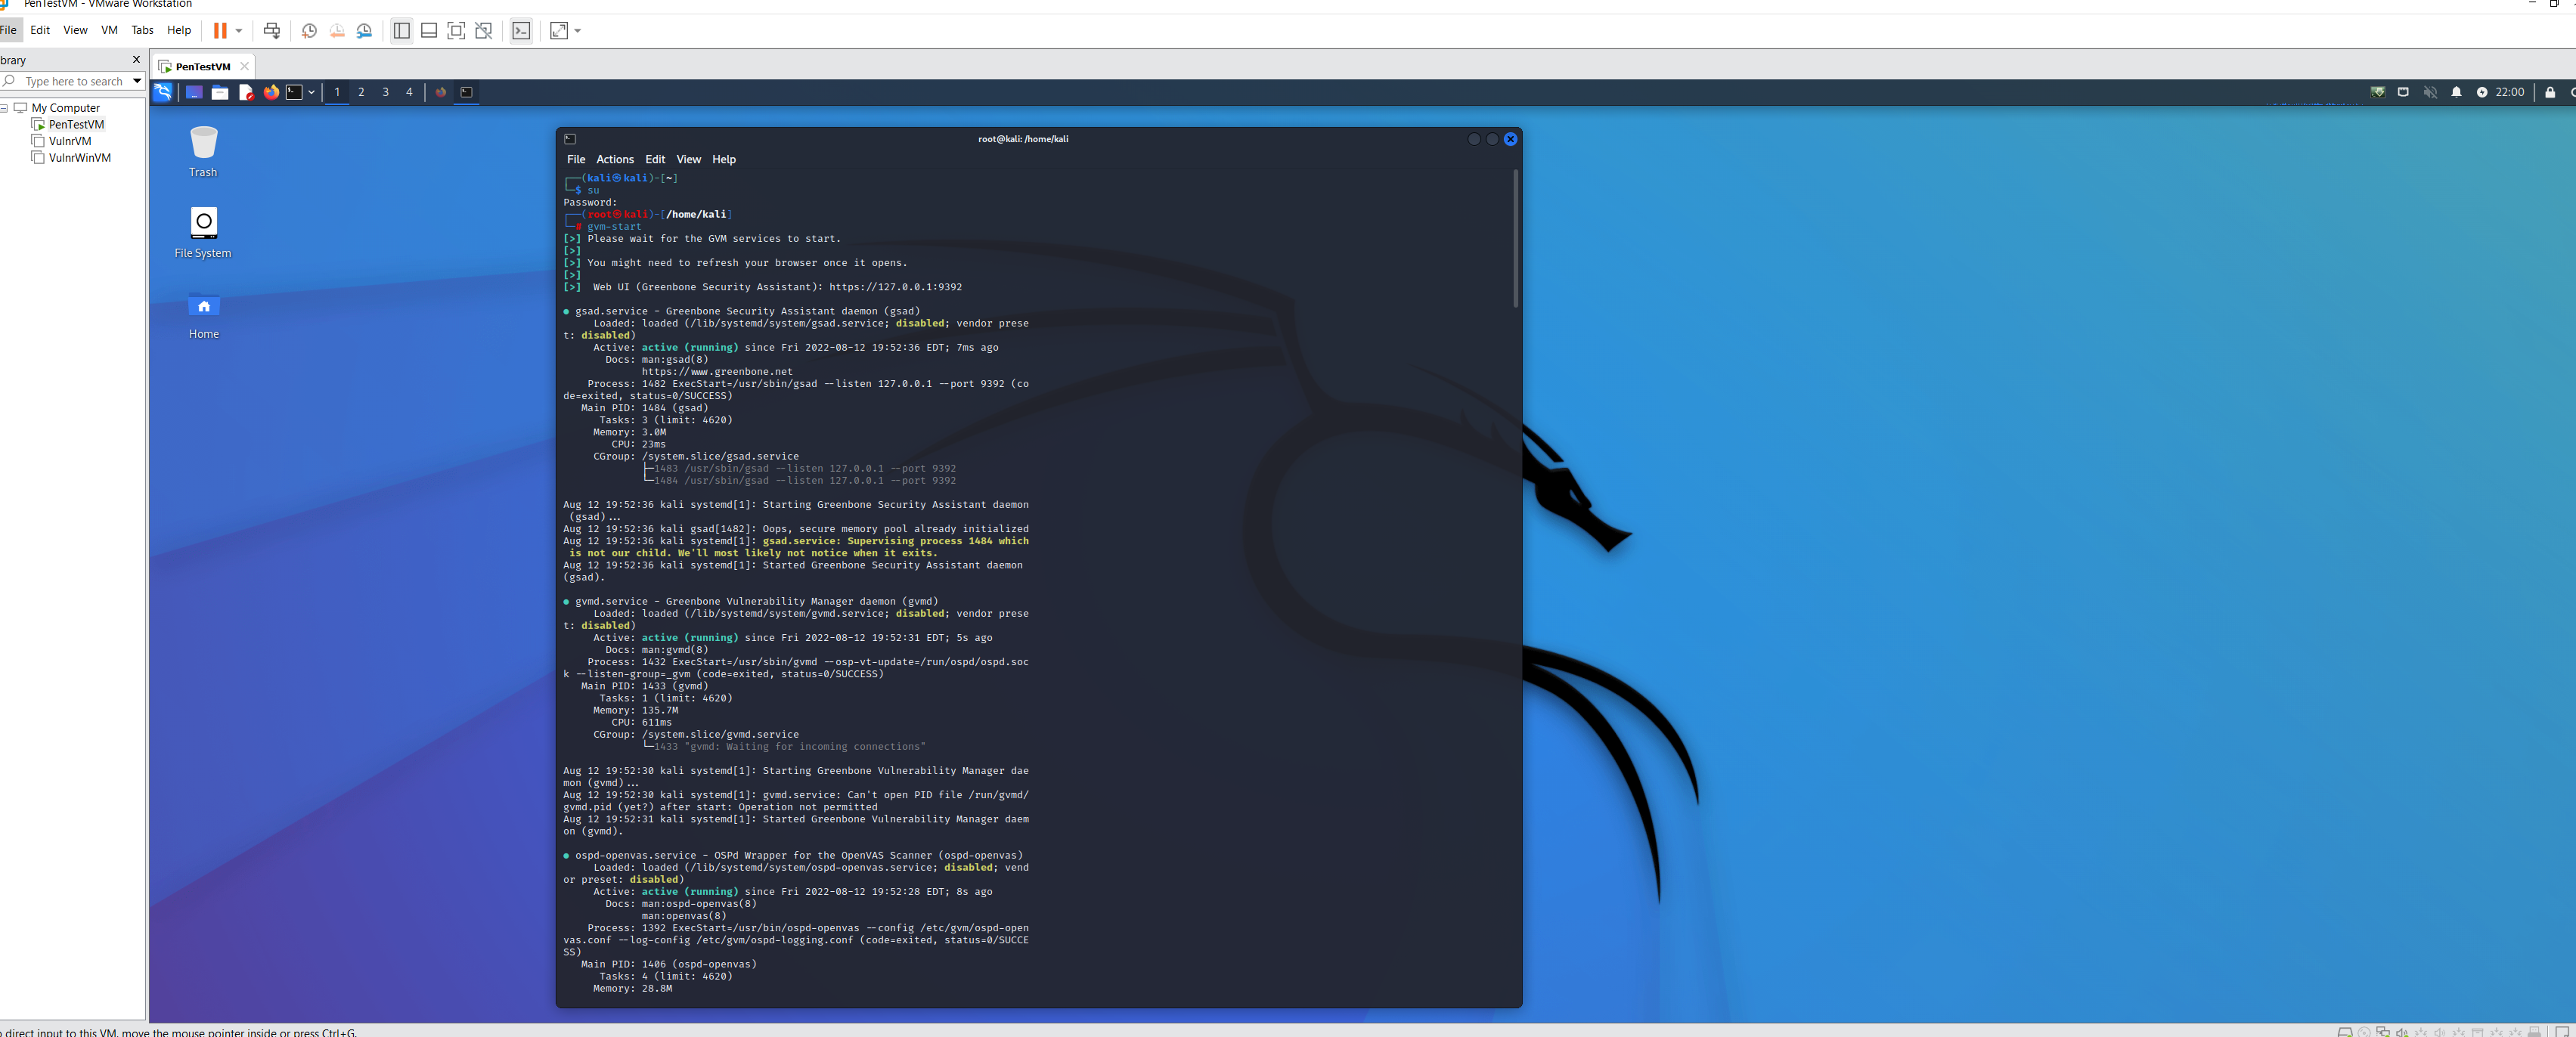 PenTestVM - VMware Workstation
File Edit View VM Tabs Help
brary
Type here to search
My Computer
PenTestVM
VulnrVM
VulnrWinVM
PenTestVM
1 2 3 4
22:00
Trash
File System
Home
root@kali: /home/kali
File Actions Edit View Help
┌──(kali㉿kali)-[~]
└─$ su
Password:
┌──(root㉿kali)-[/home/kali]
└─# gvm-start
[>] Please wait for the GVM services to start.
[>]
[>] You might need to refresh your browser once it opens.
[>]
[>]  Web UI (Greenbone Security Assistant): https://127.0.0.1:9392
● gsad.service - Greenbone Security Assistant daemon (gsad)
Loaded: loaded (/lib/systemd/system/gsad.service; disabled; vendor prese
t: disabled)
Active: active (running) since Fri 2022-08-12 19:52:36 EDT; 7ms ago
Docs: man:gsad(8)
https://www.greenbone.net
Process: 1482 ExecStart=/usr/sbin/gsad --listen 127.0.0.1 --port 9392 (co
de=exited, status=0/SUCCESS)
Main PID: 1484 (gsad)
Tasks: 3 (limit: 4620)
Memory: 3.0M
CPU: 23ms
CGroup: /system.slice/gsad.service
├─1483 /usr/sbin/gsad --listen 127.0.0.1 --port 9392
└─1484 /usr/sbin/gsad --listen 127.0.0.1 --port 9392
Aug 12 19:52:36 kali systemd[1]: Starting Greenbone Security Assistant daemon
(gsad)...
Aug 12 19:52:36 kali gsad[1482]: Oops, secure memory pool already initialized
Aug 12 19:52:36 kali systemd[1]: gsad.service: Supervising process 1484 which
is not our child. We'll most likely not notice when it exits.
Aug 12 19:52:36 kali systemd[1]: Started Greenbone Security Assistant daemon
(gsad).
● gvmd.service - Greenbone Vulnerability Manager daemon (gvmd)
Loaded: loaded (/lib/systemd/system/gvmd.service; disabled; vendor prese
t: disabled)
Active: active (running) since Fri 2022-08-12 19:52:31 EDT; 5s ago
Docs: man:gvmd(8)
Process: 1432 ExecStart=/usr/sbin/gvmd --osp-vt-update=/run/ospd/ospd.soc
k --listen-group=_gvm (code=exited, status=0/SUCCESS)
Main PID: 1433 (gvmd)
Tasks: 1 (limit: 4620)
Memory: 135.7M
CPU: 611ms
CGroup: /system.slice/gvmd.service
└─1433 "gvmd: Waiting for incoming connections"
Aug 12 19:52:30 kali systemd[1]: Starting Greenbone Vulnerability Manager dae
mon (gvmd)...
Aug 12 19:52:30 kali systemd[1]: gvmd.service: Can't open PID file /run/gvmd/
gvmd.pid (yet?) after start: Operation not permitted
Aug 12 19:52:31 kali systemd[1]: Started Greenbone Vulnerability Manager daem
on (gvmd).
● ospd-openvas.service - OSPd Wrapper for the OpenVAS Scanner (ospd-openvas)
Loaded: loaded (/lib/systemd/system/ospd-openvas.service; disabled; vend
or preset: disabled)
Active: active (running) since Fri 2022-08-12 19:52:28 EDT; 8s ago
Docs: man:ospd-openvas(8)
man:openvas(8)
Process: 1392 ExecStart=/usr/bin/ospd-openvas --config /etc/gvm/ospd-open
vas.conf --log-config /etc/gvm/ospd-logging.conf (code=exited, status=0/SUCCE
SS)
Main PID: 1406 (ospd-openvas)
Tasks: 4 (limit: 4620)
Memory: 28.8M
o direct input to this VM, move the mouse pointer inside or press Ctrl+G.